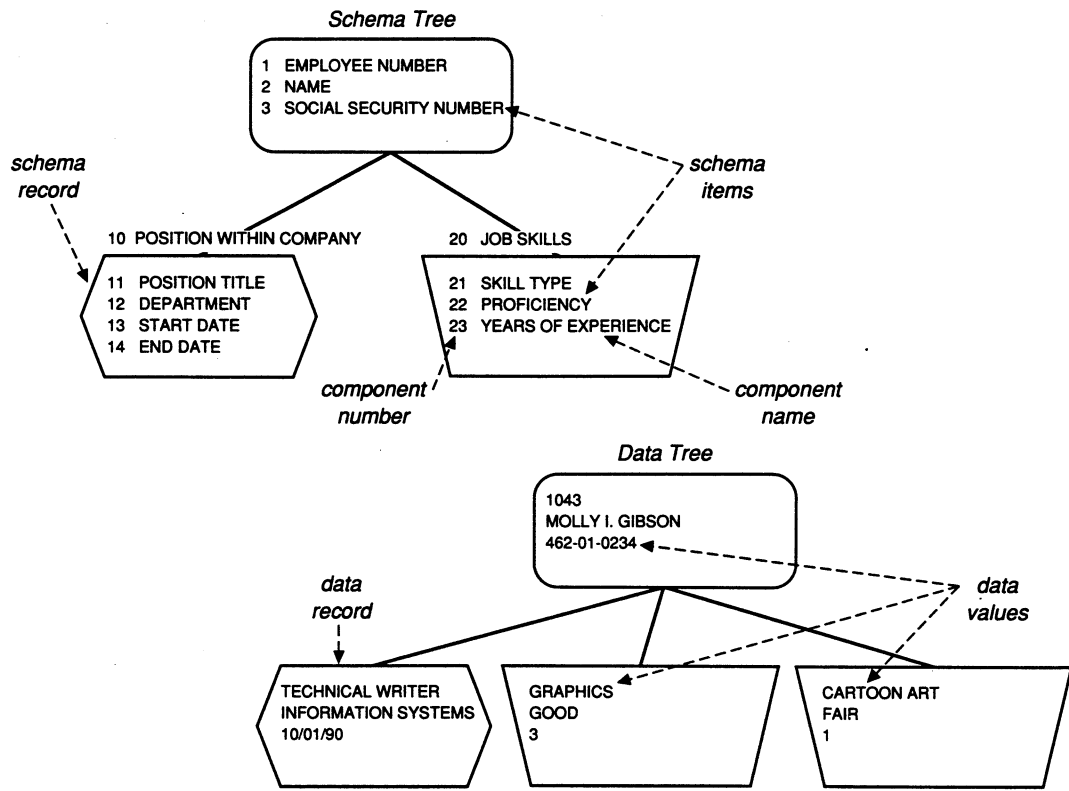 Schema Tree
1 EMPLOYEE NUMBER
2 NAME
3 SOCIAL SECURITY NUMBER
schema
record
schema
items
10 POSITION WITHIN COMPANY
11 POSITION TITLE
12 DEPARTMENT
13 START DATE
14 END DATE
20 JOB SKILLS
21 SKILL TYPE
22 PROFICIENCY
23 YEARS OF EXPERIENCE
component
number
component
name
Data Tree
1043
MOLLY I. GIBSON
462-01-0234
data
record
data
values
TECHNICAL WRITER
INFORMATION SYSTEMS
10/01/90
GRAPHICS
GOOD
3
CARTOON ART
FAIR
1